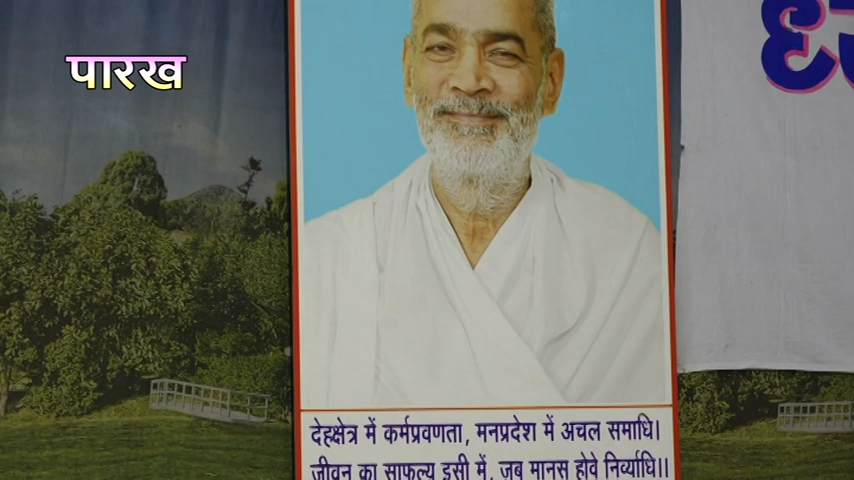 पारख
देहक्षेत्र में कर्मप्रवणता, मनप्रदेश में अचल समाधि।
जीवन का साफल्य इसी में, जब मानस होवे निर्व्याधि।।